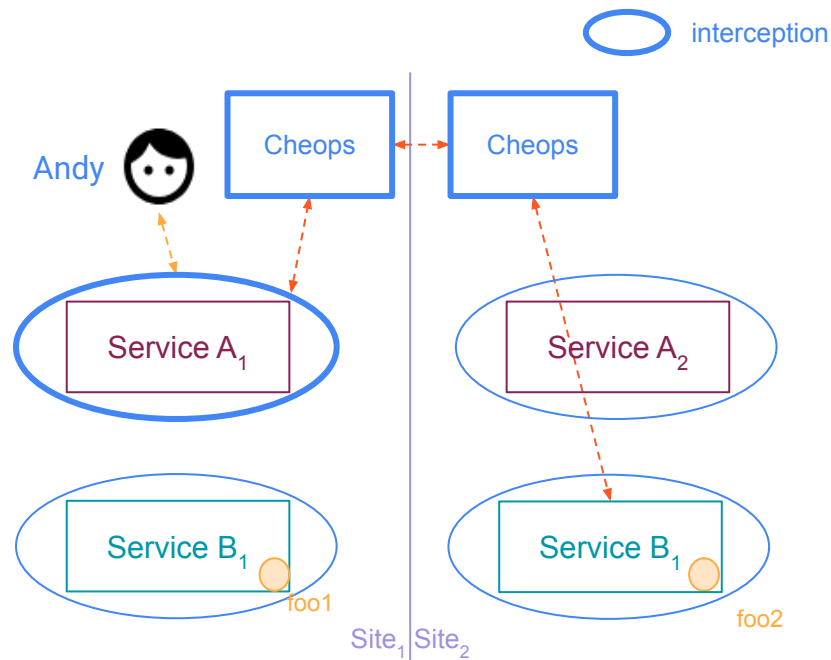 interception
Cheops
Cheops
Andy
Service A₁
Service A₂
Service B₁
Service B₁
foo1
foo2
Site₁
Site₂